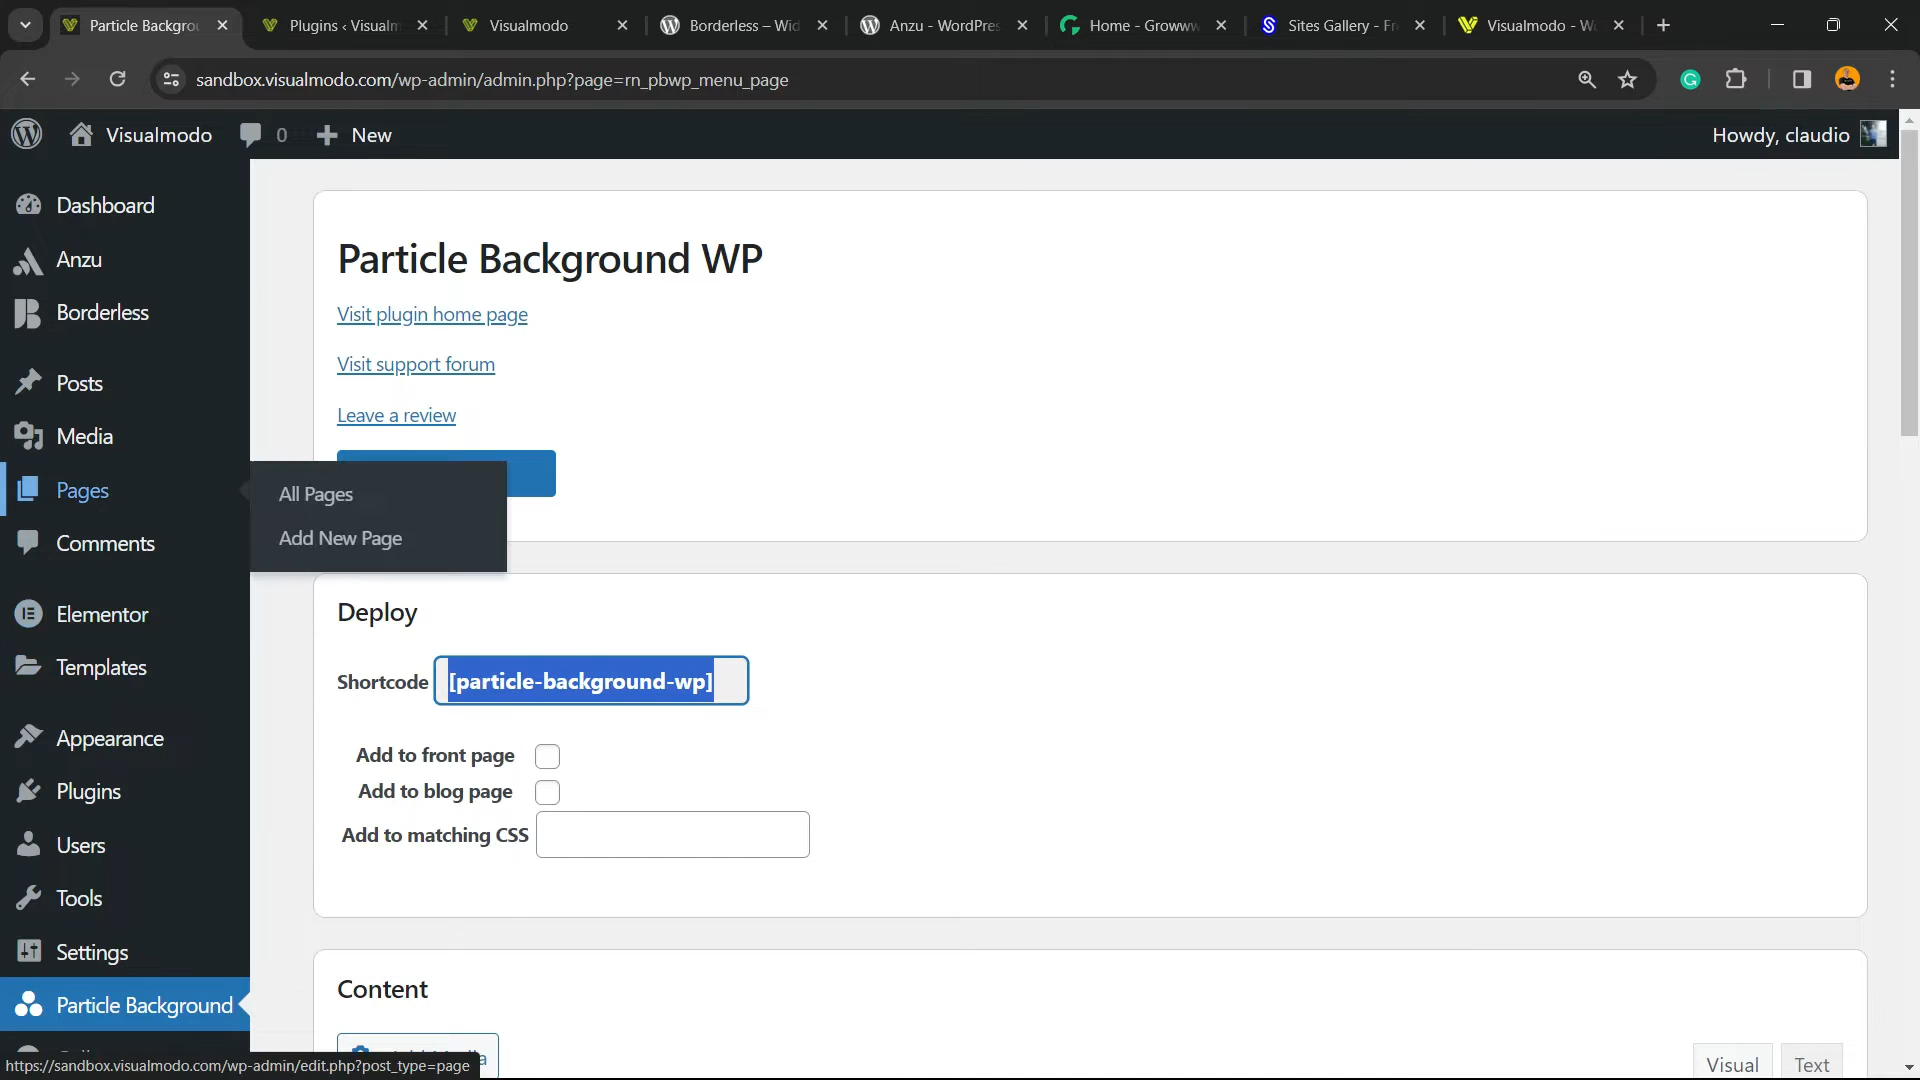 Particle Backgrou
Plugins ‹ Visualm
Visualmodo
Borderless – Wid
Anzu - WordPres
Home - Growww
Sites Gallery - Fr
Visualmodo - W
sandbox.visualmodo.com/wp-admin/admin.php?page=rn_pbwp_menu_page
Visualmodo
0
New
Howdy, claudio
Dashboard
Anzu
Borderless
Posts
Media
Pages
Comments
Elementor
Templates
Appearance
Plugins
Users
Tools
Settings
Particle Background
All Pages
Add New Page
Particle Background WP
Visit plugin home page
Visit support forum
Leave a review
Deploy
Shortcode [particle-background-wp]
Add to front page
Add to blog page
Add to matching CSS
Content
Visual
Text
https://sandbox.visualmodo.com/wp-admin/edit.php?post_type=page